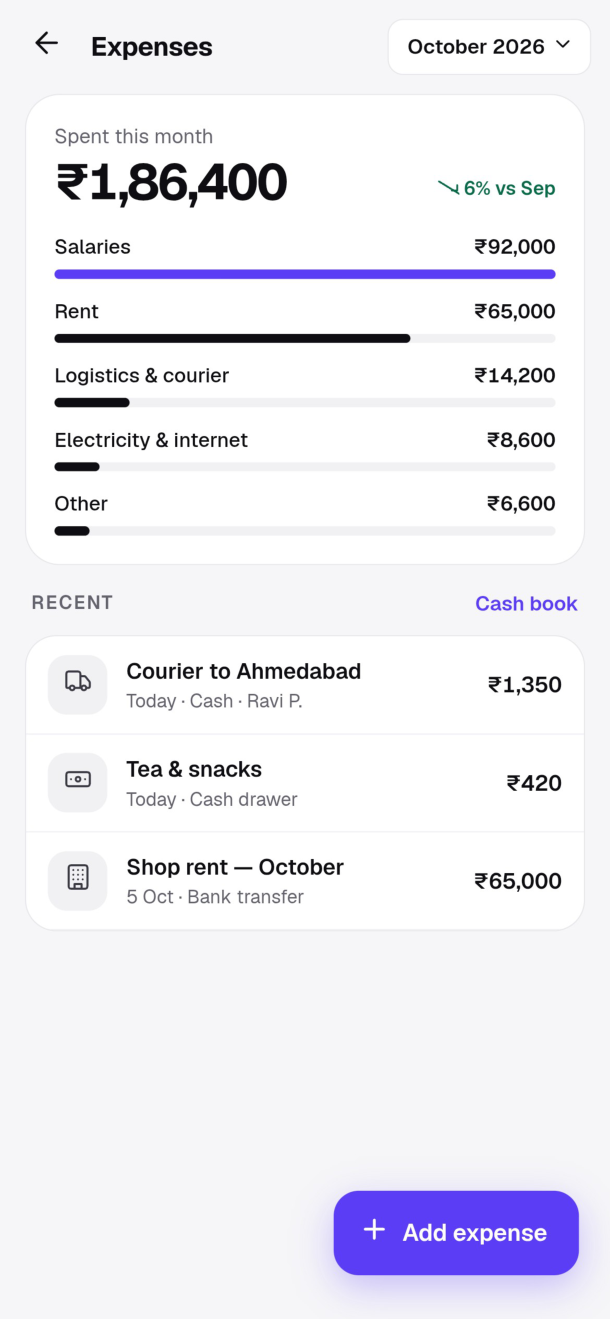 Expenses
October 2026
Spent this month
₹1,86,400
6% vs Sep
Salaries ₹92,000
Rent ₹65,000
Logistics & courier ₹14,200
Electricity & internet ₹8,600
Other ₹6,600
RECENT
Cash book
Courier to Ahmedabad
Today · Cash · Ravi P.
₹1,350
Tea & snacks
Today · Cash drawer
₹420
Shop rent — October
5 Oct · Bank transfer
₹65,000
Add expense